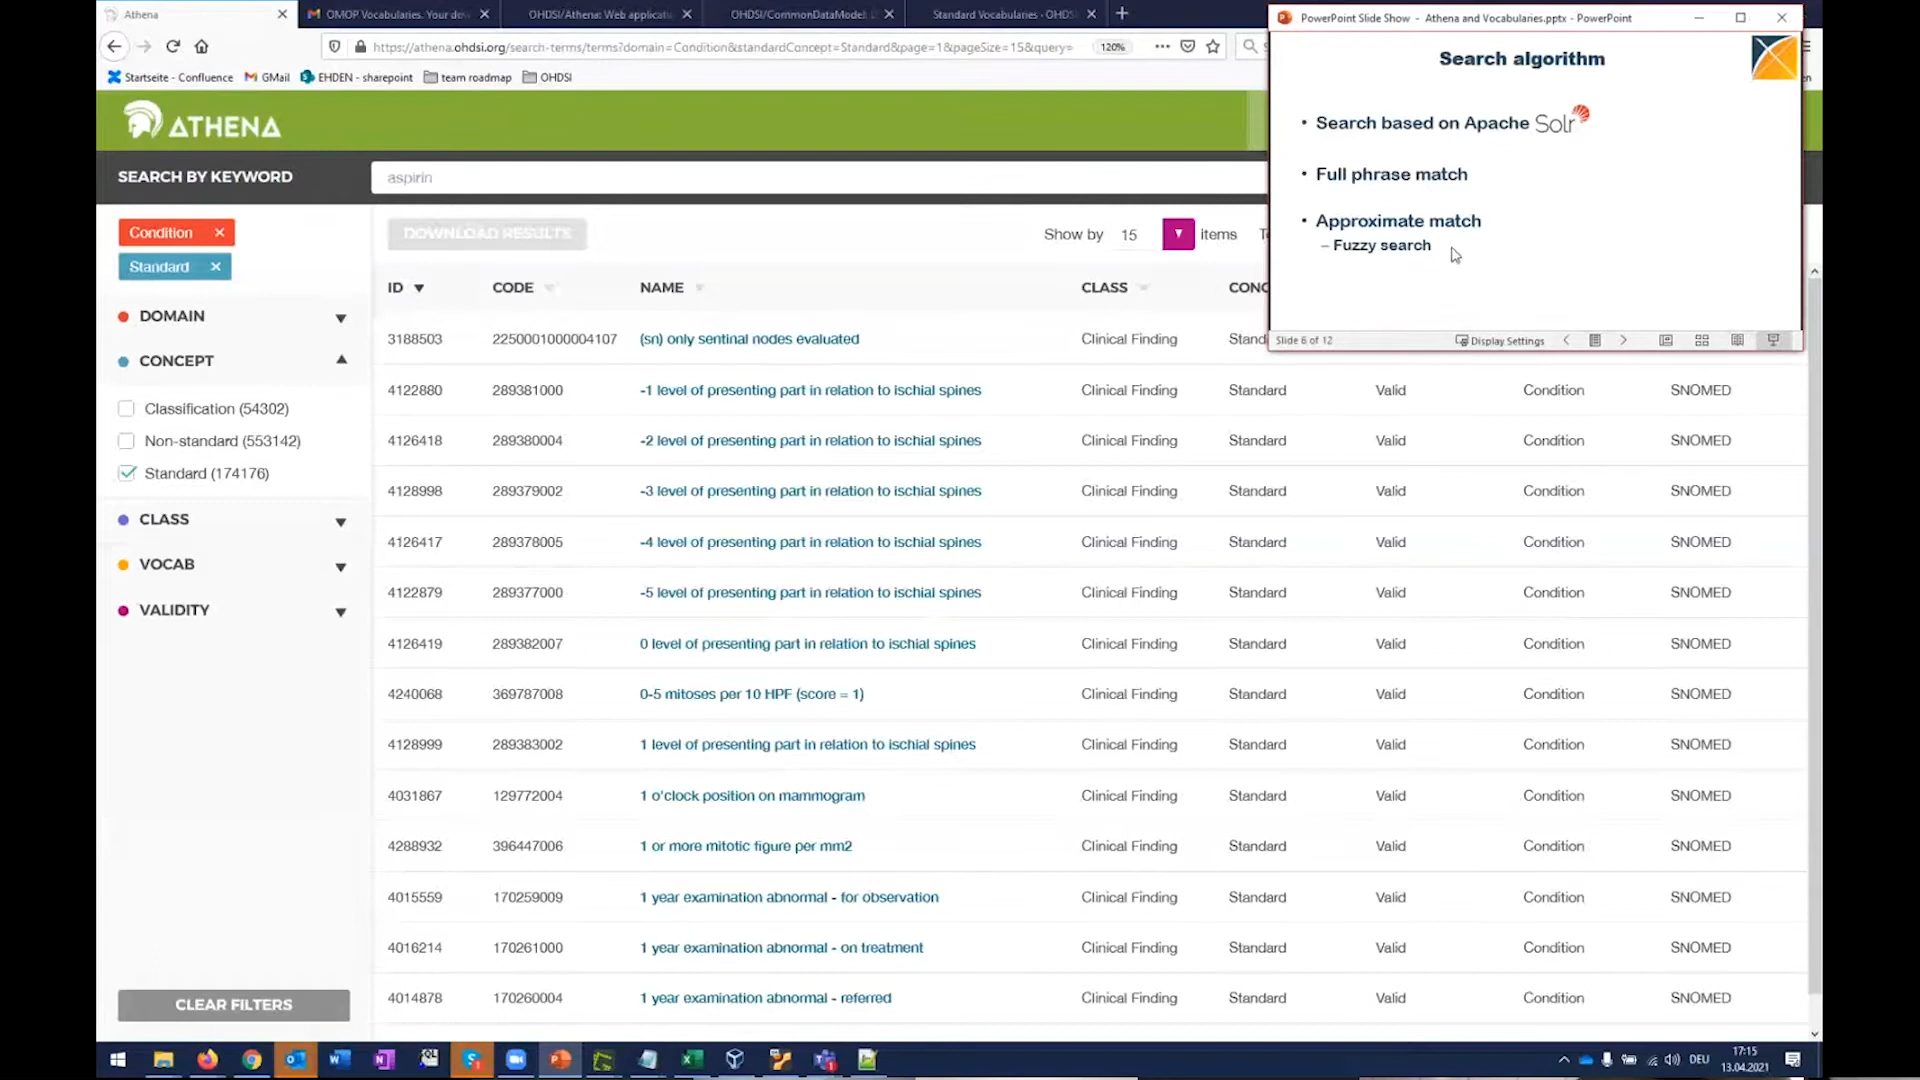 Athena
OMOP Vocabularies. Your do
OHDSI/Athena: Web applicati
OHDSI/CommonDataModel:
Standard Vocabularies · OHDS
https://athena.ohdsi.org/search-terms/terms?domain=Condition&standardConcept=Standard&page=1&pageSize=15&query=
120%
Startseite - Confluence
GMail
EHDEN - sharepoint
team roadmap
OHDSI
PowerPoint Slide Show - Athena and Vocabularies.pptx - PowerPoint
Search algorithm
• Search based on Apache Solr
• Full phrase match
• Approximate match
– Fuzzy search
Slide 6 of 12
Display Settings
ATHENA
SEARCH BY KEYWORD
aspirin
Condition ×
Standard ×
DOMAIN
CONCEPT
Classification (54302)
Non-standard (553142)
Standard (174176)
CLASS
VOCAB
VALIDITY
CLEAR FILTERS
DOWNLOAD RESULTS
Show by 15 items
ID CODE NAME CLASS CONC
3188503 2250001000004107 (sn) only sentinal nodes evaluated Clinical Finding Stand
4122880 289381000 -1 level of presenting part in relation to ischial spines Clinical Finding Standard Valid Condition SNOMED
4126418 289380004 -2 level of presenting part in relation to ischial spines Clinical Finding Standard Valid Condition SNOMED
4128998 289379002 -3 level of presenting part in relation to ischial spines Clinical Finding Standard Valid Condition SNOMED
4126417 289378005 -4 level of presenting part in relation to ischial spines Clinical Finding Standard Valid Condition SNOMED
4122879 289377000 -5 level of presenting part in relation to ischial spines Clinical Finding Standard Valid Condition SNOMED
4126419 289382007 0 level of presenting part in relation to ischial spines Clinical Finding Standard Valid Condition SNOMED
4240068 369787008 0-5 mitoses per 10 HPF (score = 1) Clinical Finding Standard Valid Condition SNOMED
4128999 289383002 1 level of presenting part in relation to ischial spines Clinical Finding Standard Valid Condition SNOMED
4031867 129772004 1 o'clock position on mammogram Clinical Finding Standard Valid Condition SNOMED
4288932 396447006 1 or more mitotic figure per mm2 Clinical Finding Standard Valid Condition SNOMED
4015559 170259009 1 year examination abnormal - for observation Clinical Finding Standard Valid Condition SNOMED
4016214 170261000 1 year examination abnormal - on treatment Clinical Finding Standard Valid Condition SNOMED
4014878 170260004 1 year examination abnormal - referred Clinical Finding Standard Valid Condition SNOMED
DEU
17:15
13.04.2021